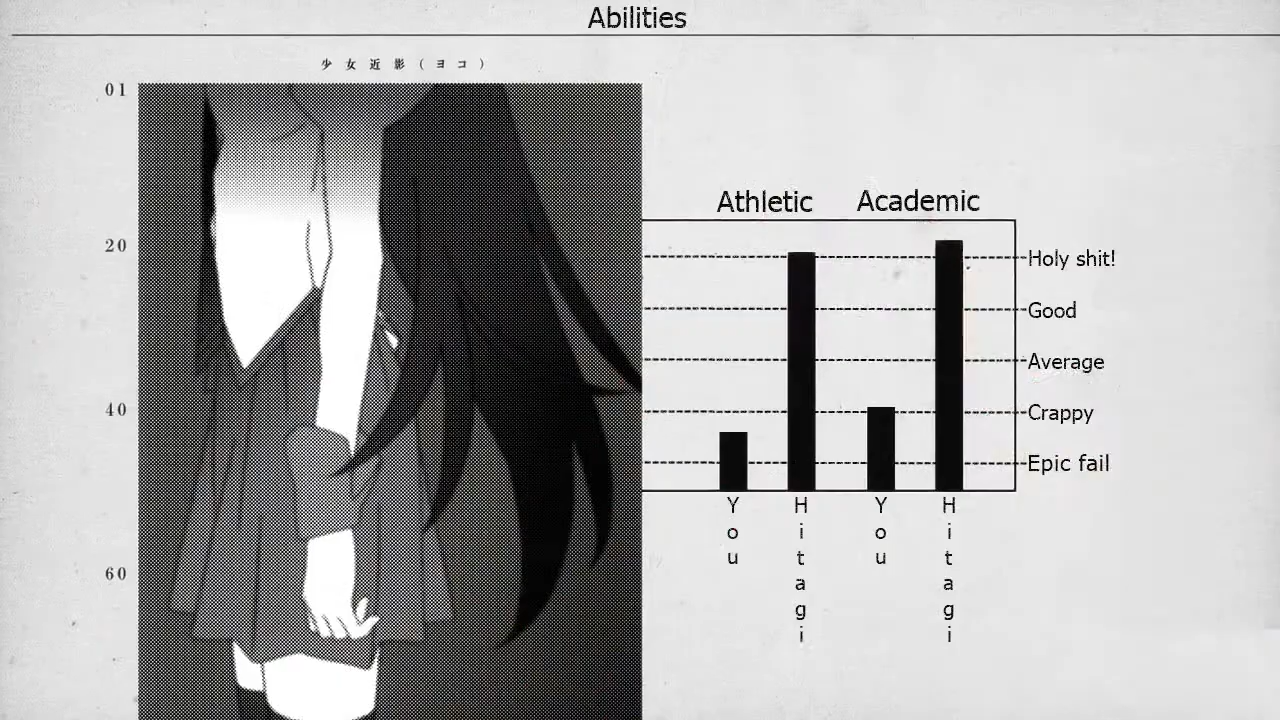 Abilities
少女近影(ヨコ)
01
20
40
60
Athletic Academic
Holy shit!
Good
Average
Crappy
Epic fail
You
Hitagi
You
Hitagi